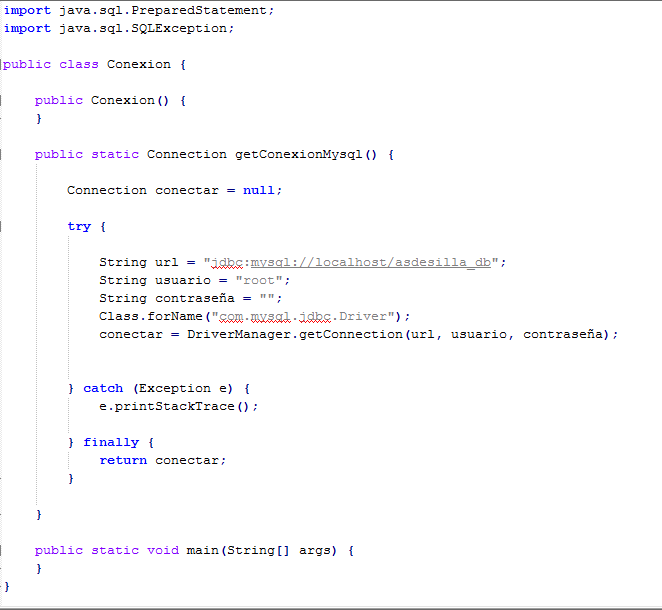 import java.sql.PreparedStatement;
import java.sql.SQLException;
public class Conexion {
public Conexion() {
}
public static Connection getConexionMysql() {
Connection conectar = null;
try {
String url = "jdbc:mysql://localhost/asdesilla_db";
String usuario = "root";
String contraseña = "";
Class.forName("com.mysql.jdbc.Driver");
conectar = DriverManager.getConnection(url, usuario, contraseña);
} catch (Exception e) {
e.printStackTrace();
} finally {
return conectar;
}
}
public static void main(String[] args) {
}
}